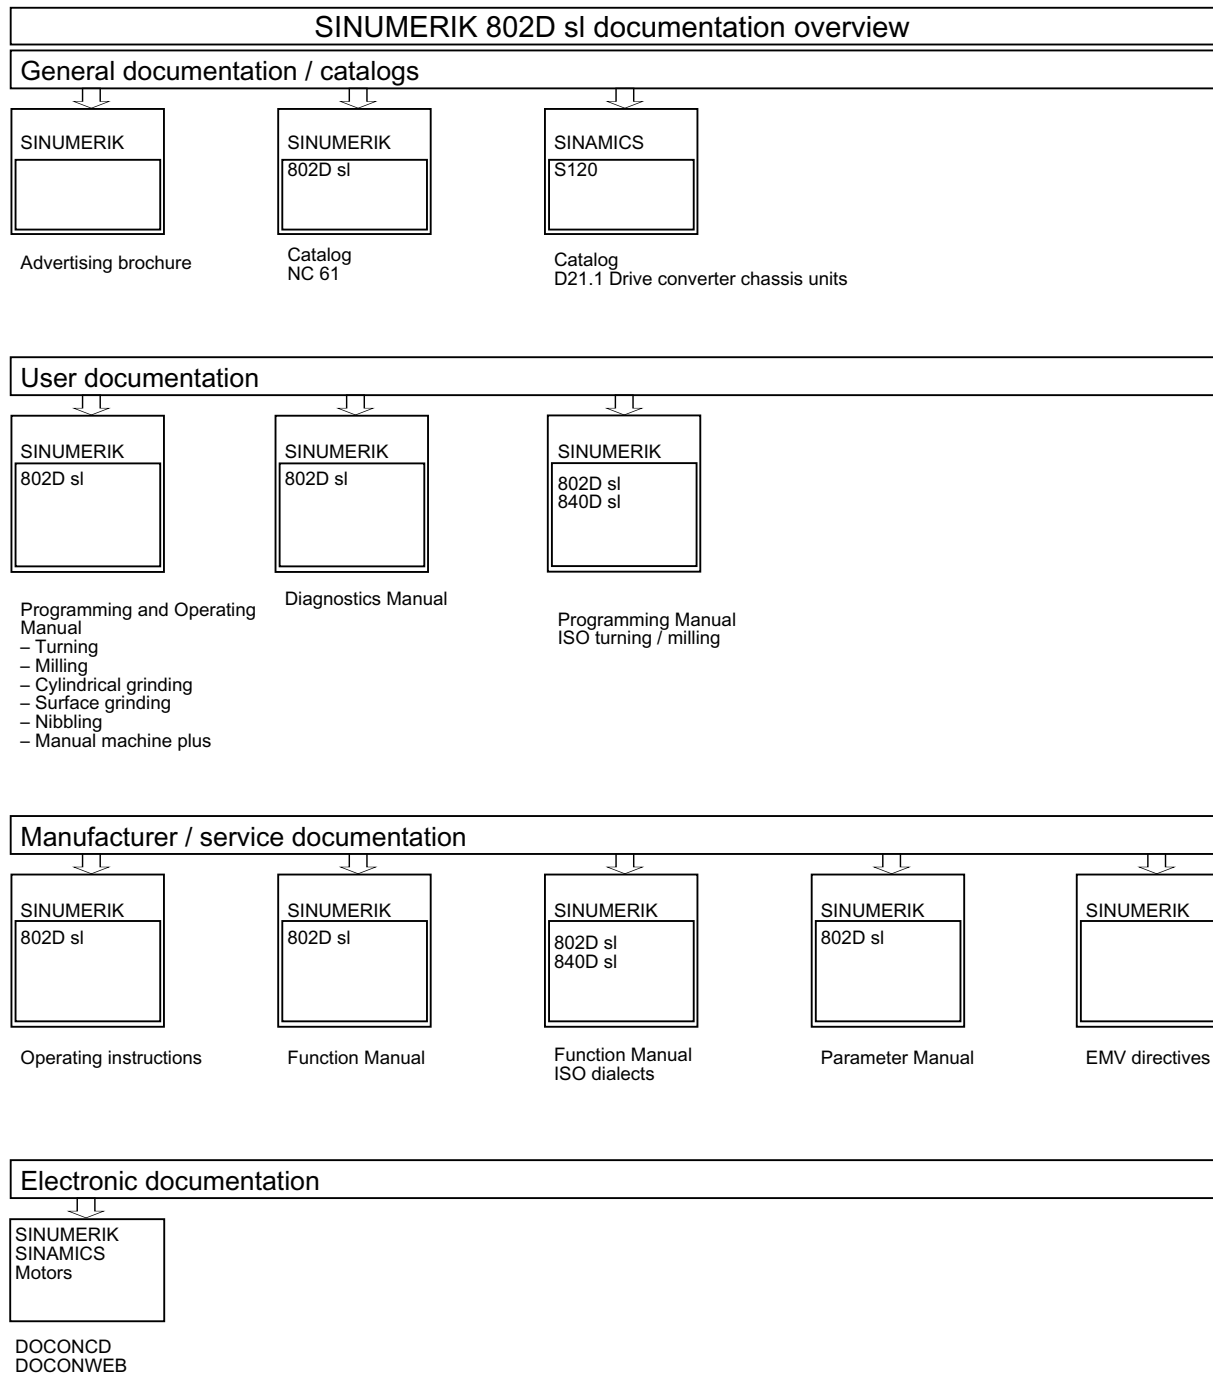 SINUMERIK 802D sl documentation overview
General documentation / catalogs
SINUMERIK
Advertising brochure
SINUMERIK
802D sl
Catalog
NC 61
SINAMICS
S120
Catalog
D21.1 Drive converter chassis units
User documentation
SINUMERIK
802D sl
Programming and Operating
Manual
– Turning
– Milling
– Cylindrical grinding
– Surface grinding
– Nibbling
– Manual machine plus
SINUMERIK
802D sl
Diagnostics Manual
SINUMERIK
802D sl
840D sl
Programming Manual
ISO turning / milling
Manufacturer / service documentation
SINUMERIK
802D sl
Operating instructions
SINUMERIK
802D sl
Function Manual
SINUMERIK
802D sl
840D sl
Function Manual
ISO dialects
SINUMERIK
802D sl
Parameter Manual
SINUMERIK
EMV directives
Electronic documentation
SINUMERIK
SINAMICS
Motors
DOCONCD
DOCONWEB